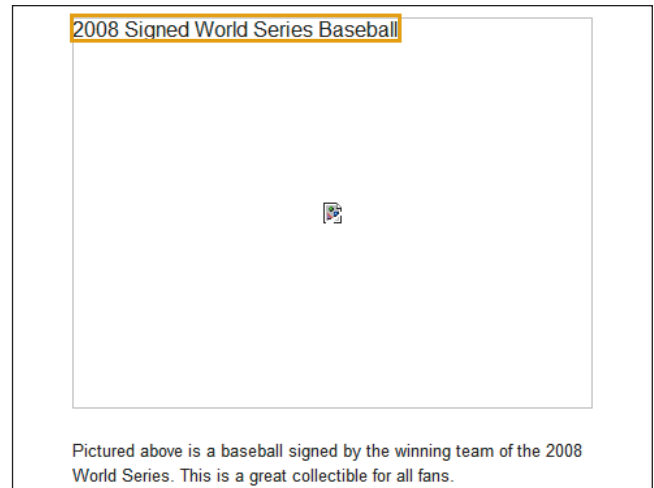 2008 Signed World Series Baseball
Pictured above is a baseball signed by the winning team of the 2008
World Series. This is a great collectible for all fans.